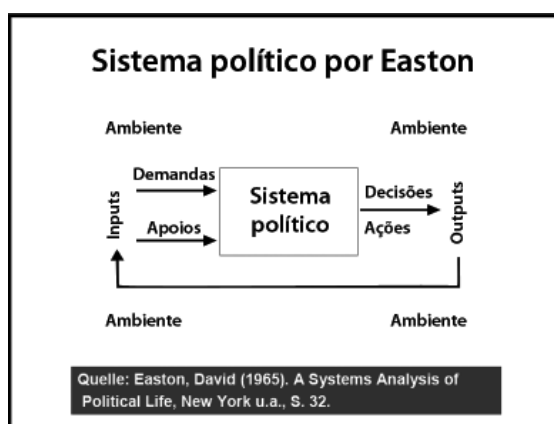 Sistema político por Easton
Ambiente Ambiente
Demandas
Apoios
Inputs
Sistema
político
Decisões
Ações
Outputs
Ambiente Ambiente
Quelle: Easton, David (1965). A Systems Analysis of
Political Life, New York u.a., S. 32.